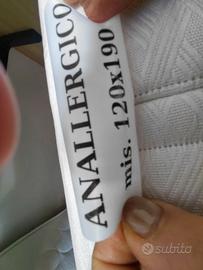 ANALLERGICO
mis. 120x190
subito